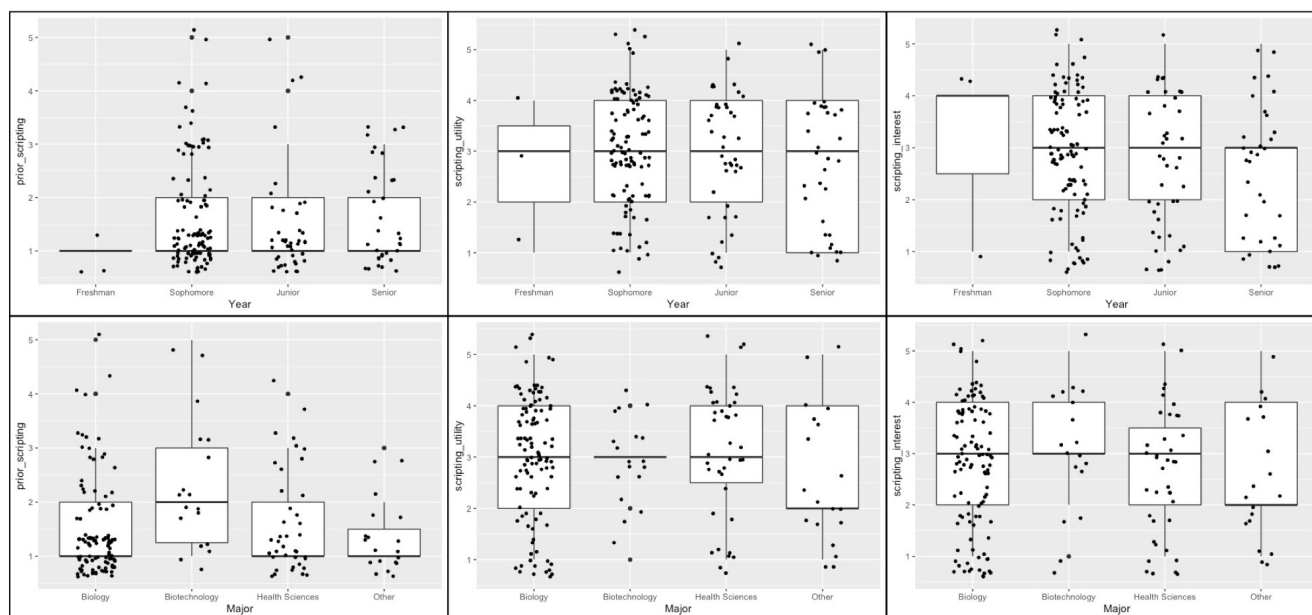 prior_scripting
5
4
3
2
1
Freshman Sophomore Junior Senior
Year
scripting_utility
5
4
3
2
1
Freshman Sophomore Junior Senior
Year
scripting_interest
5
4
3
2
1
Freshman Sophomore Junior Senior
Year
prior_scripting
5
4
3
2
1
Biology Biotechnology Health Sciences Other
Major
scripting_utility
5
4
3
2
1
Biology Biotechnology Health Sciences Other
Major
scripting_interest
5
4
3
2
1
Biology Biotechnology Health Sciences Other
Major